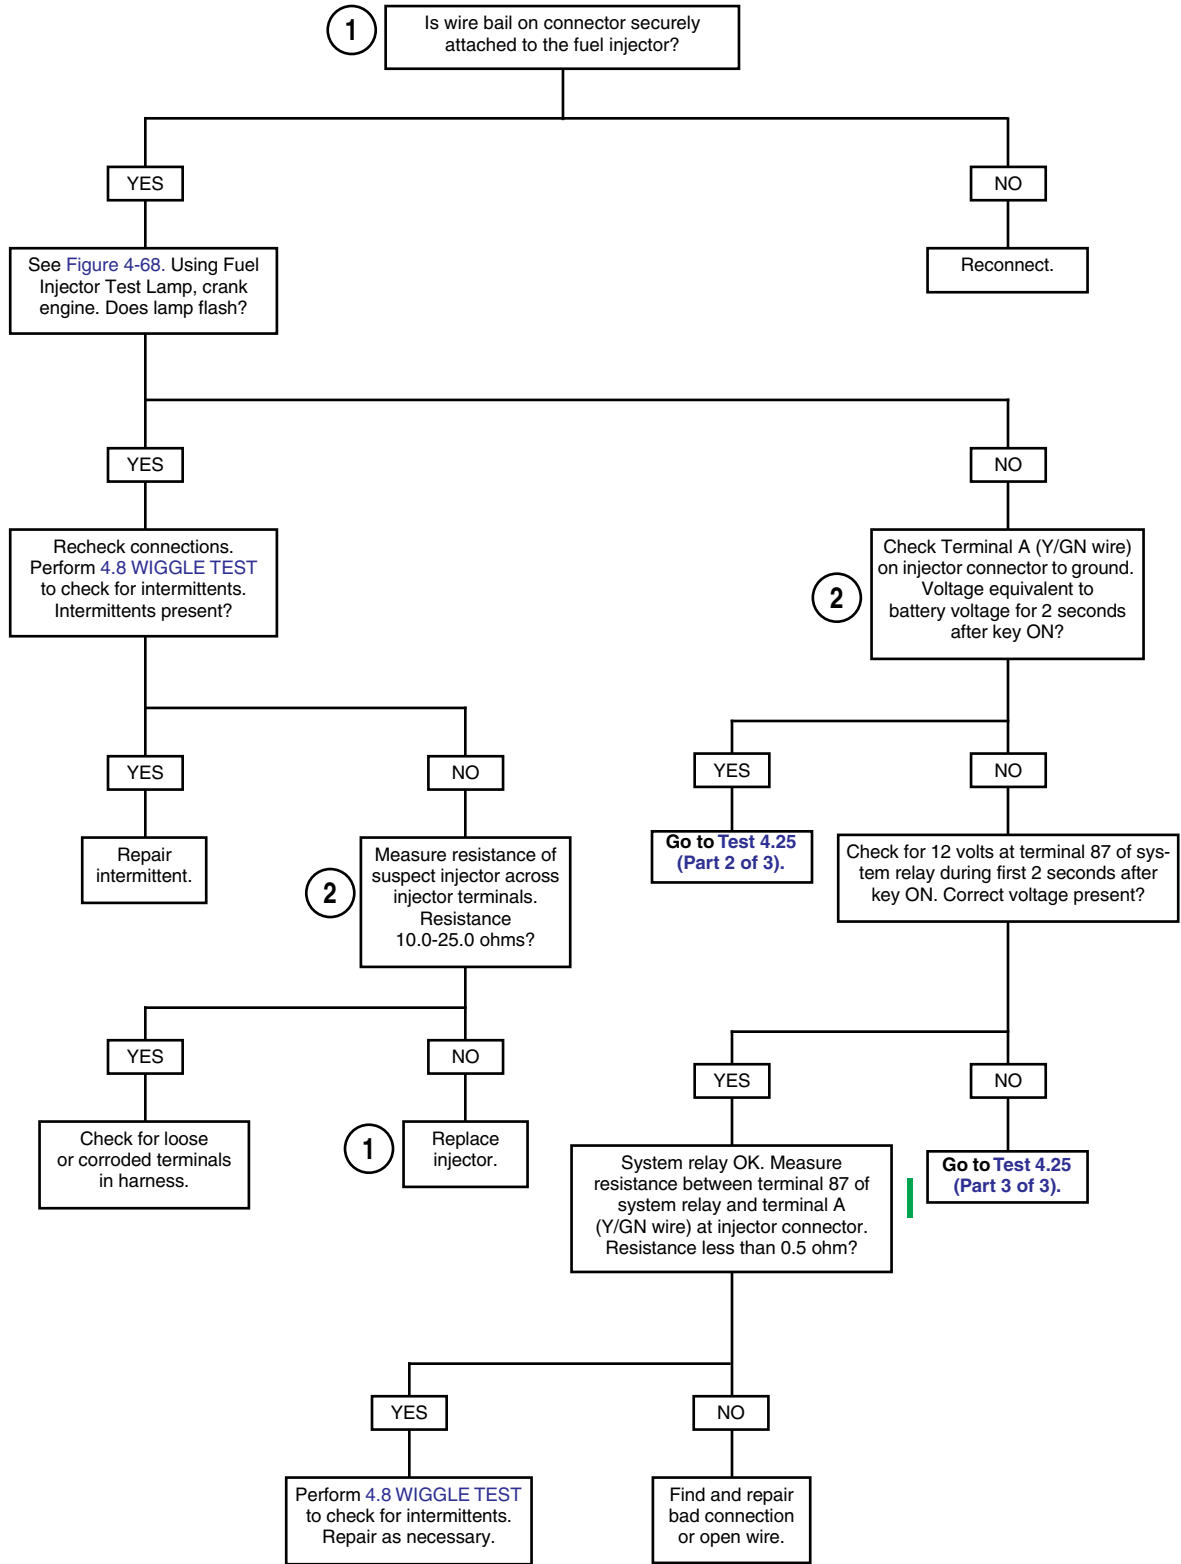 1
Is wire bail on connector securely
attached to the fuel injector?
YES
NO
See Figure 4-68. Using Fuel
Injector Test Lamp, crank
engine. Does lamp flash?
Reconnect.
YES
NO
Recheck connections.
Perform 4.8 WIGGLE TEST
to check for intermittents.
Intermittents present?
2
Check Terminal A (Y/GN wire)
on injector connector to ground.
Voltage equivalent to
battery voltage for 2 seconds
after key ON?
YES
NO
YES
NO
Repair
intermittent.
2
Measure resistance of
suspect injector across
injector terminals.
Resistance
10.0-25.0 ohms?
Go to Test 4.25
(Part 2 of 3).
Check for 12 volts at terminal 87 of sys-
tem relay during first 2 seconds after
key ON. Correct voltage present?
YES
NO
YES
NO
Check for loose
or corroded terminals
in harness.
1
Replace
injector.
System relay OK. Measure
resistance between terminal 87 of
system relay and terminal A
(Y/GN wire) at injector connector.
Resistance less than 0.5 ohm?
Go to Test 4.25
(Part 3 of 3).
YES
NO
Perform 4.8 WIGGLE TEST
to check for intermittents.
Repair as necessary.
Find and repair
bad connection
or open wire.